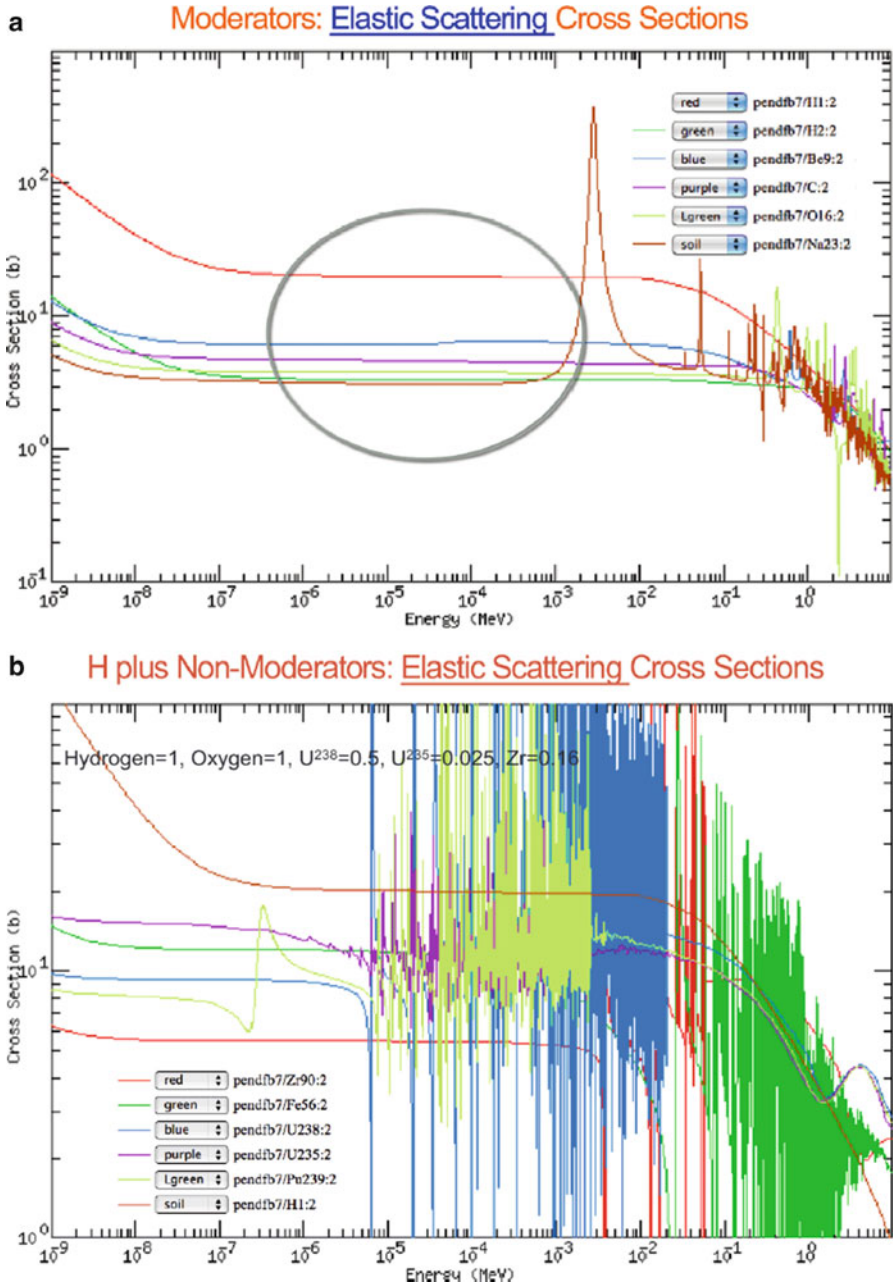 a
Moderators: Elastic Scattering Cross Sections
red pendfb7/H1:2
green pendfb7/H2:2
blue pendfb7/Be9:2
purple pendfb7/C:2
Lgreen pendfb7/O16:2
soil pendfb7/Na23:2
10²
10¹
10⁰
10⁻¹
Cross Section (b)
10⁻⁹ 10⁻⁸ 10⁻⁷ 10⁻⁶ 10⁻⁵ 10⁻⁴ 10⁻³ 10⁻² 10⁻¹ 10⁰
Energy (MeV)
b
H plus Non-Moderators: Elastic Scattering Cross Sections
Hydrogen=1, Oxygen=1, U²³⁸=0.5, U²³⁵=0.025, Zr=0.16
10¹
10⁰
Cross Section (b)
red pendfb7/Zr90:2
green pendfb7/Fe56:2
blue pendfb7/U238:2
purple pendfb7/U235:2
Lgreen pendfb7/Pu239:2
soil pendfb7/H1:2
10⁻⁹ 10⁻⁸ 10⁻⁷ 10⁻⁶ 10⁻⁵ 10⁻⁴ 10⁻³ 10⁻² 10⁻¹ 10⁰
Energy (MeV)